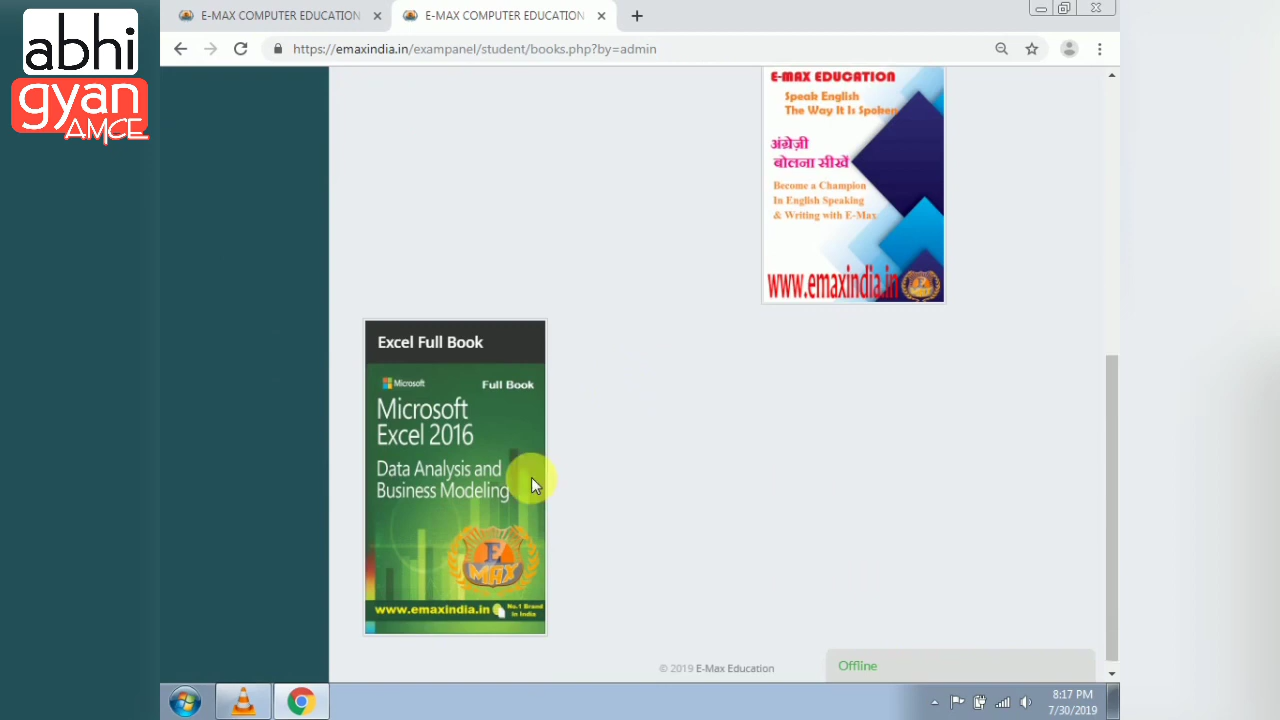 abhi
gyan
AMCE
E-MAX COMPUTER EDUCATION
E-MAX COMPUTER EDUCATION
https://emaxindia.in/exampanel/student/books.php?by=admin
E-MAX EDUCATION
Speak English
The Way It Is Spoken
अंग्रेज़ी
बोलना सीखें
Become a Champion
In English Speaking
& Writing with E-Max
www.emaxindia.in
Excel Full Book
Microsoft
Full Book
Microsoft
Excel 2016
Data Analysis and
Business Modeling
E
MAX
www.emaxindia.in
No.1 Brand
in India
© 2019 E-Max Education
Offline
8:17 PM
7/30/2019